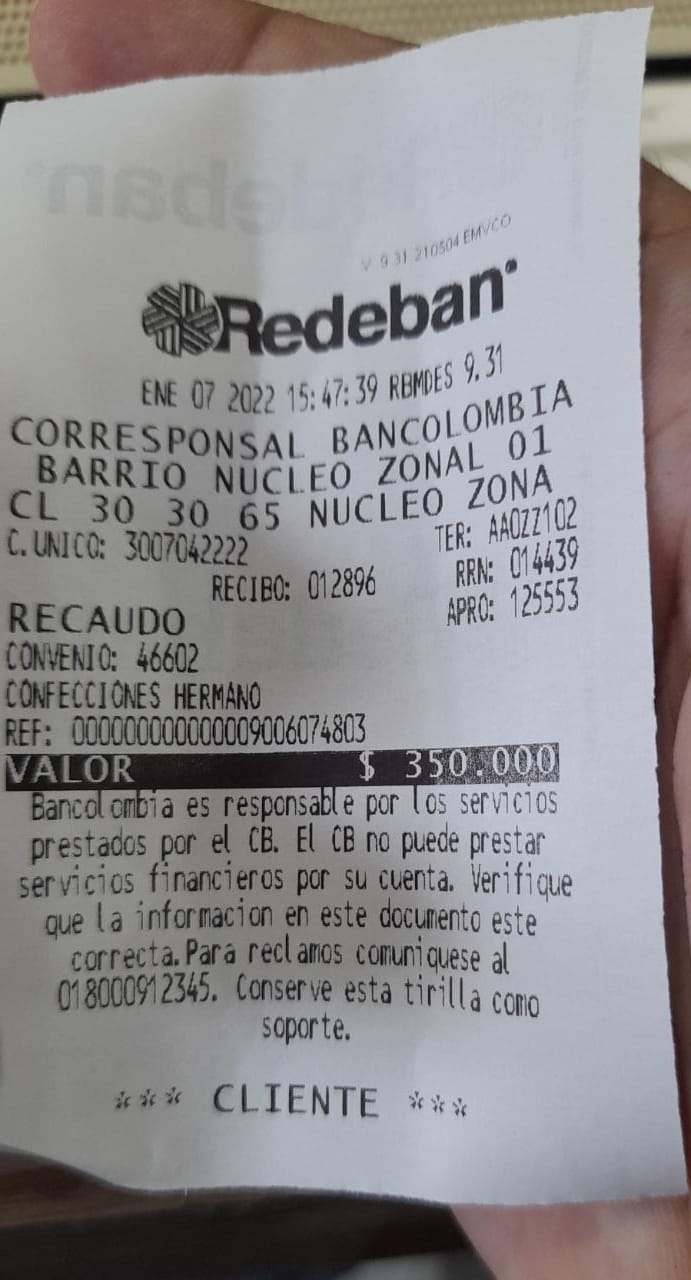 V 9.31 210504 EMVCO
Redeban
ENE 07 2022 15:47:39 RBMDES 9.31
CORRESPONSAL BANCOLOMBIA
BARRIO NUCLEO ZONAL 01
CL 30 30 65 NUCLEO ZONA
C. UNICO: 3007042222 TER: AAOZZ102
RECIBO: 012896 RRN: 014439
RECAUDO APRO: 125553
CONVENIO: 46602
CONFECCIONES HERMANO
REF: 000000000000009006074803
VALOR $ 350.000
Bancolombia es responsable por los servicios
prestados por el CB. El CB no puede prestar
servicios financieros por su cuenta. Verifique
que la informacion en este documento este
correcta. Para reclamos comuniquese al
018000912345. Conserve esta tirilla como
soporte.
*** CLIENTE ***